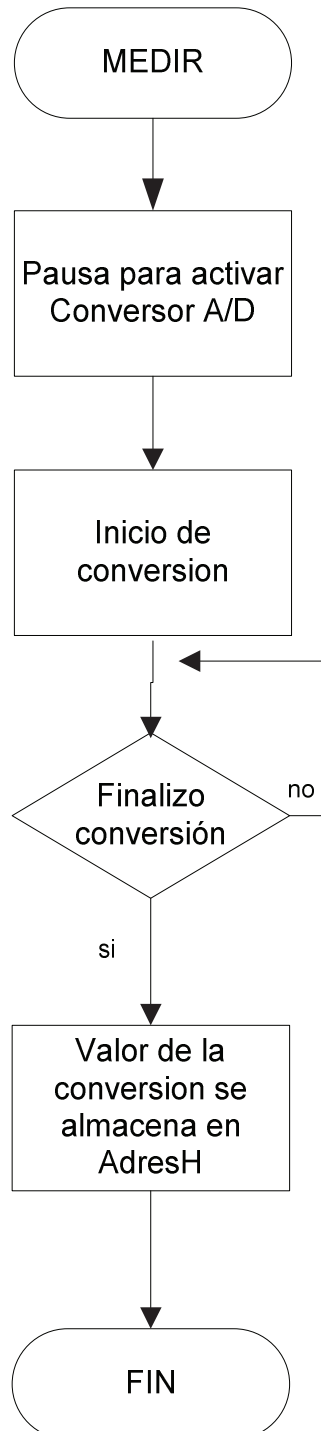 MEDIR
Pausa para activar
Conversor A/D
Inicio de
conversion
Finalizo
conversión
no
si
Valor de la
conversion se
almacena en
AdresH
FIN